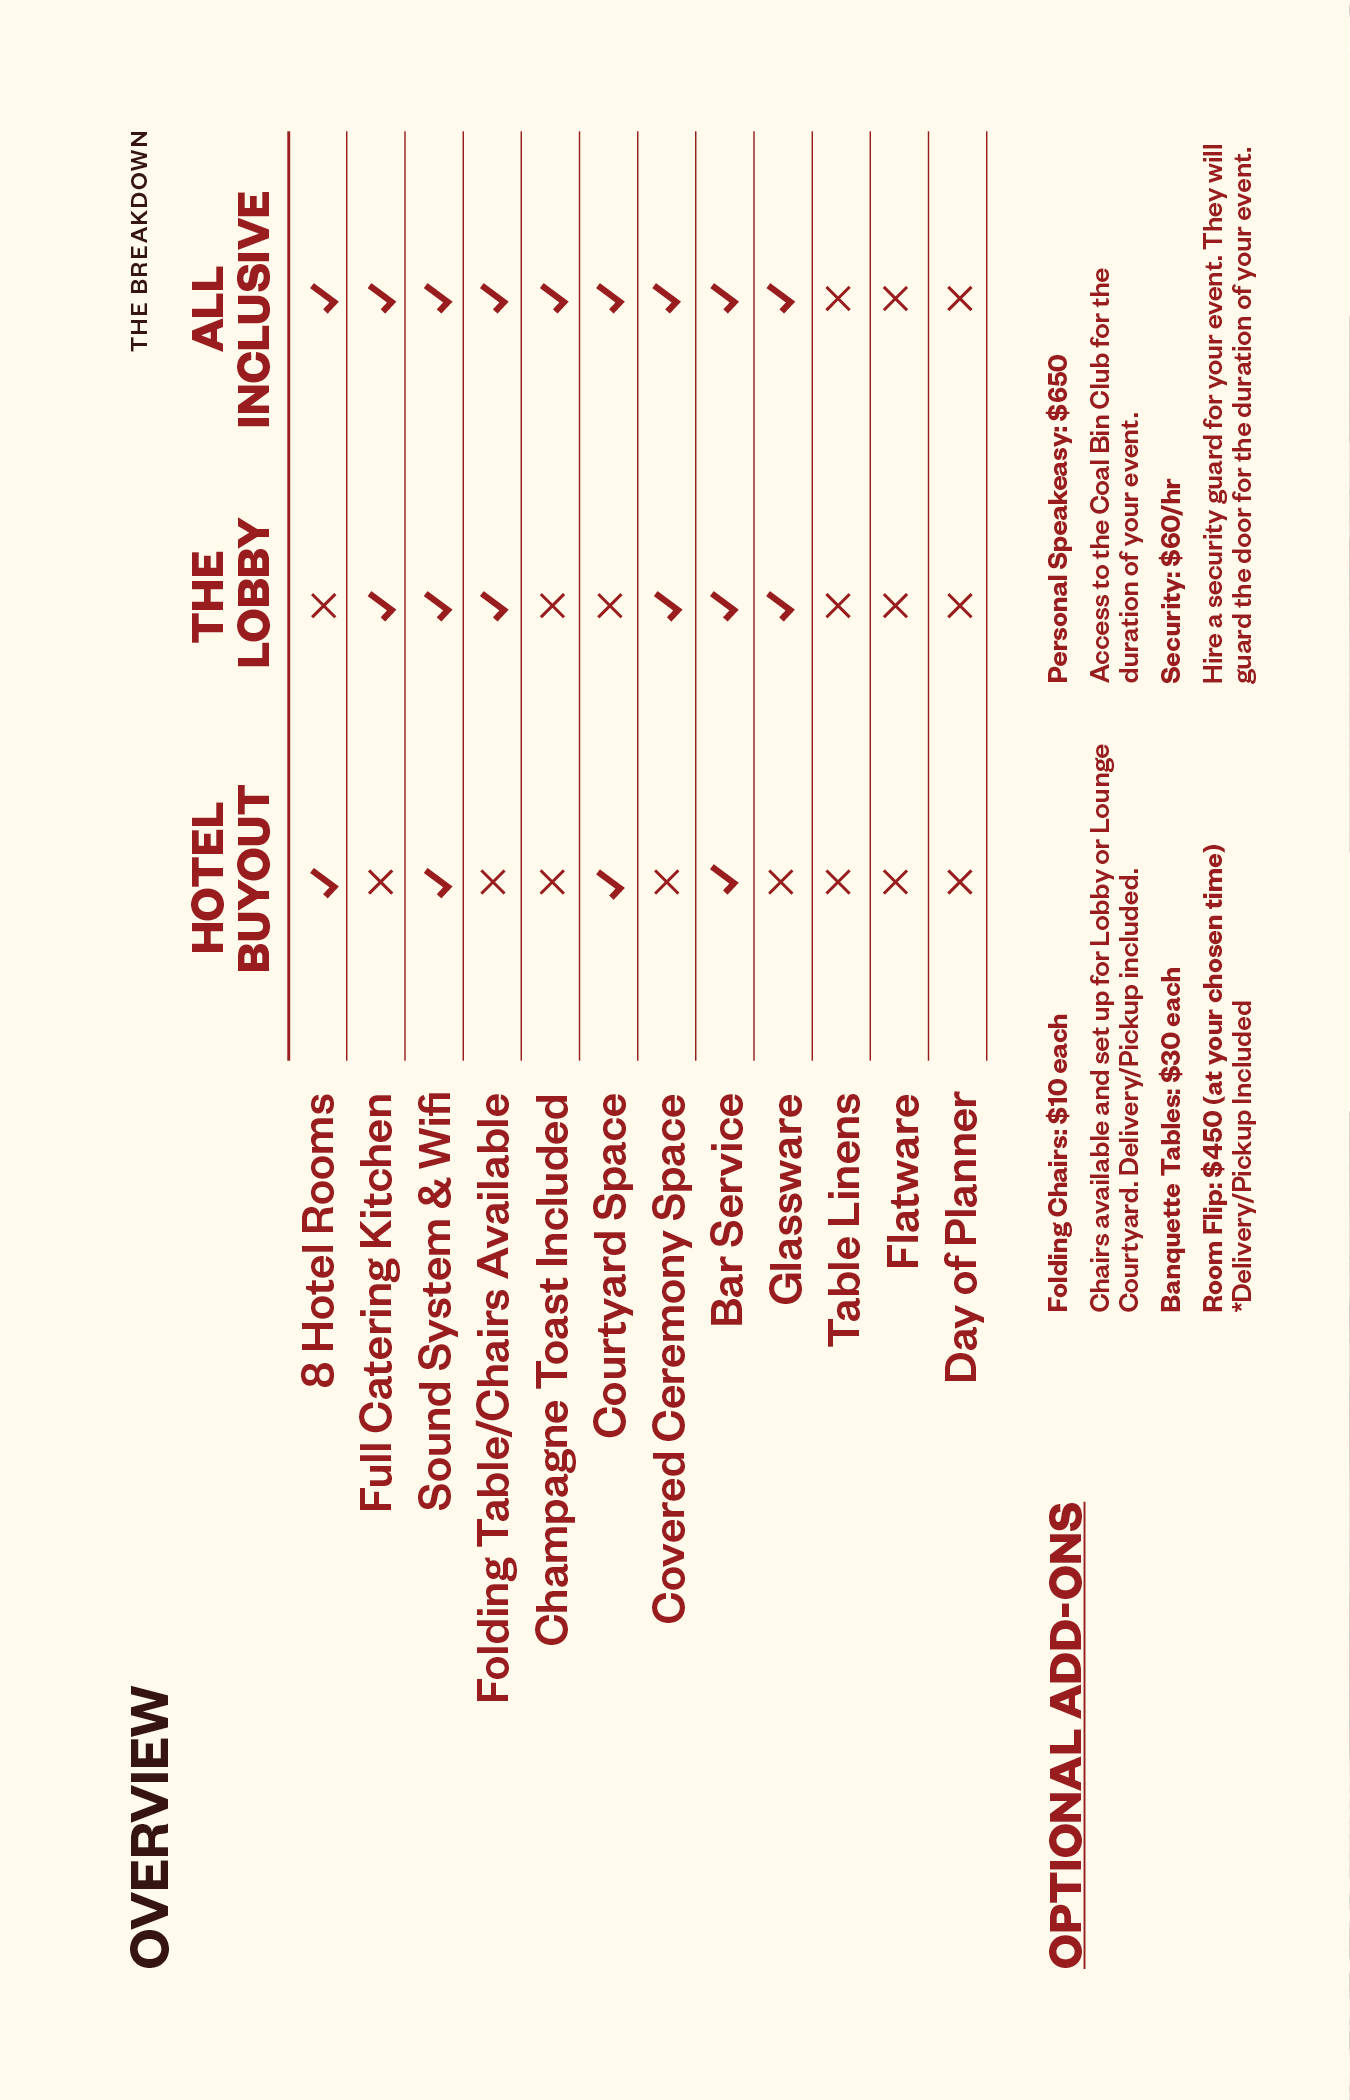 OVERVIEW
THE BREAKDOWN
HOTEL
BUYOUT
THE
LOBBY
ALL
INCLUSIVE
8 Hotel Rooms ✓ × ✓
Full Catering Kitchen × ✓ ✓
Sound System & Wifi ✓ ✓ ✓
Folding Table/Chairs Available × ✓ ✓
Champagne Toast Included × × ✓
Courtyard Space ✓ × ✓
Covered Ceremony Space × ✓ ✓
Bar Service ✓ ✓ ✓
Glassware × ✓ ✓
Table Linens × × ×
Flatware × × ×
Day of Planner × × ×
OPTIONAL ADD-ONS
Folding Chairs: $10 each
Chairs available and set up for Lobby or Lounge
Courtyard. Delivery/Pickup included.
Banquette Tables: $30 each
Room Flip: $450 (at your chosen time)
*Delivery/Pickup Included
Personal Speakeasy: $650
Access to the Coal Bin Club for the
duration of your event.
Security: $60/hr
Hire a security guard for your event. They will
guard the door for the duration of your event.